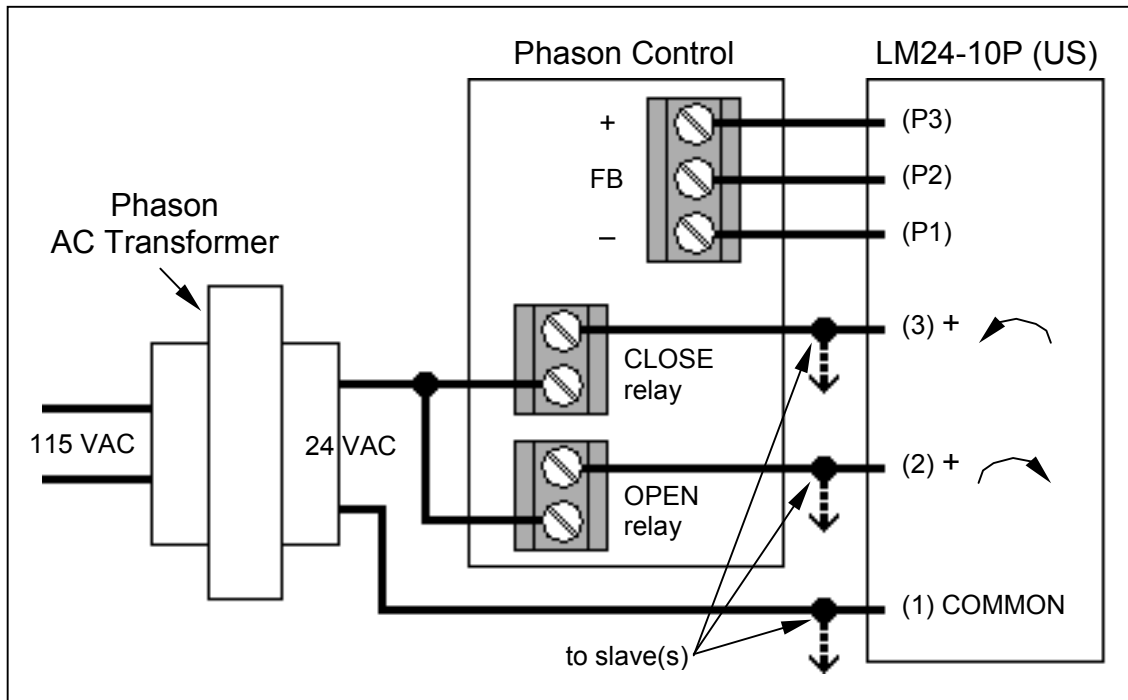 Phason Control
LM24-10P (US)
+
(P3)
FB
(P2)
–
(P1)
Phason
AC Transformer
(3) +
CLOSE
relay
115 VAC
24 VAC
(2) +
OPEN
relay
(1) COMMON
to slave(s)